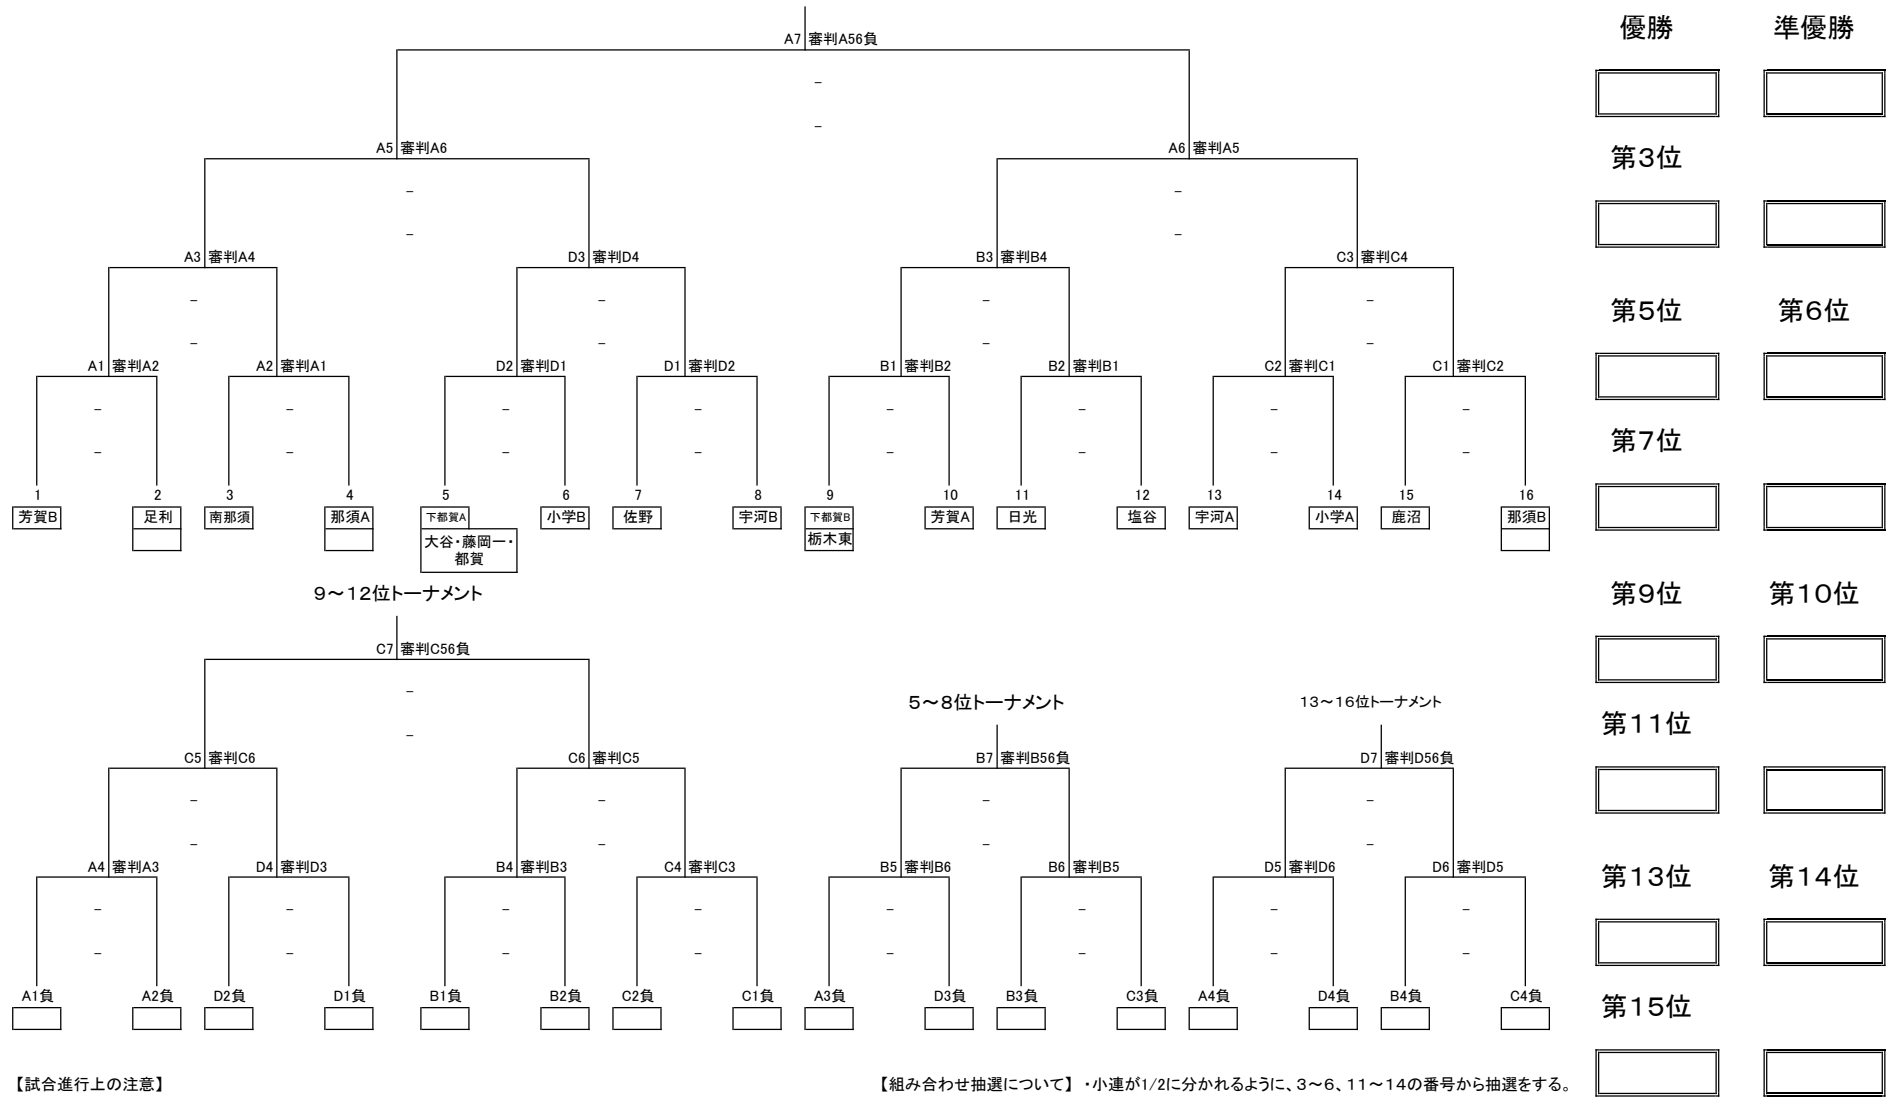 優勝 準優勝
A7 審判A56負
－
－
A5 審判A6 A6 審判A5
第3位
－ －
－ －
A3 審判A4 D3 審判D4 B3 審判B4 C3 審判C4
－ － － －
第5位 第6位
－ － － －
A1 審判A2 A2 審判A1 D2 審判D1 D1 審判D2 B1 審判B2 B2 審判B1 C2 審判C1 C1 審判C2
－ － － － － － － －
第7位
－ － － － － － － －
1 2 3 4 5 6 7 8 9 10 11 12 13 14 15 16
芳賀B 足利 南那須 那須A 下都賀A 小学B 佐野 宇河B 下都賀B 芳賀A 日光 塩谷 宇河A 小学A 鹿沼 那須B
大谷・藤岡一・ 栃木東
都賀
9～12位トーナメント 第9位 第10位
C7 審判C56負
－
5～8位トーナメント 13～16位トーナメント
第11位
－
C5 審判C6 C6 審判C5 B7 審判B56負 D7 審判D56負
－ － － －
－ － － －
A4 審判A3 D4 審判D3 B4 審判B3 C4 審判C3 B5 審判B6 B6 審判B5 D5 審判D6 D6 審判D5
第13位 第14位
－ － － － － － － －
－ － － － － － － －
A1負 A2負 D2負 D1負 B1負 B2負 C2負 C1負 A3負 D3負 B3負 C3負 A4負 D4負 B4負 C4負
第15位
【試合進行上の注意】 【組み合わせ抽選について】 ・小連が1/2に分かれるように、3～6、11～14の番号から抽選をする。